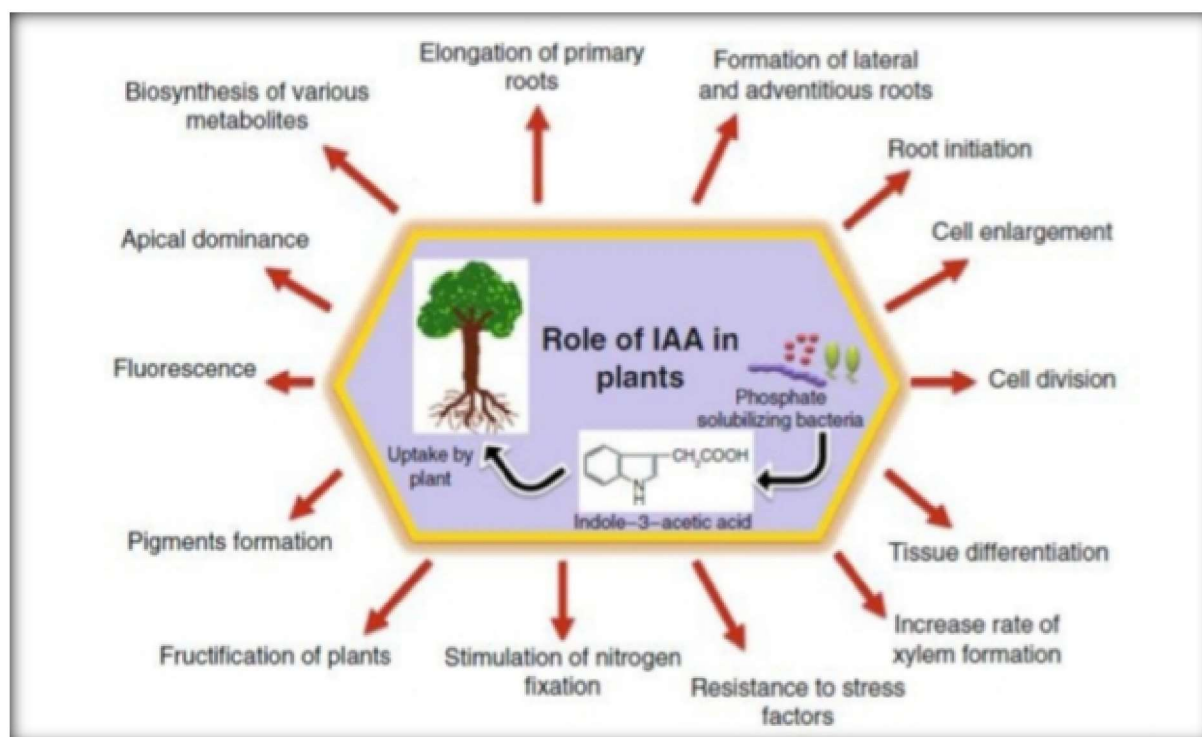 Elongation of primary
roots
Formation of lateral
and adventitious roots
Biosynthesis of various
metabolites
Root initiation
Apical dominance
Cell enlargement
Fluorescence
Cell division
Role of IAA in
plants
Phosphate
solubilizing bacteria
Uptake by
plant
CH2COOH
N
H
Indole-3-acetic acid
Pigments formation
Tissue differentiation
Fructification of plants
Stimulation of nitrogen
fixation
Resistance to stress
factors
Increase rate of
xylem formation